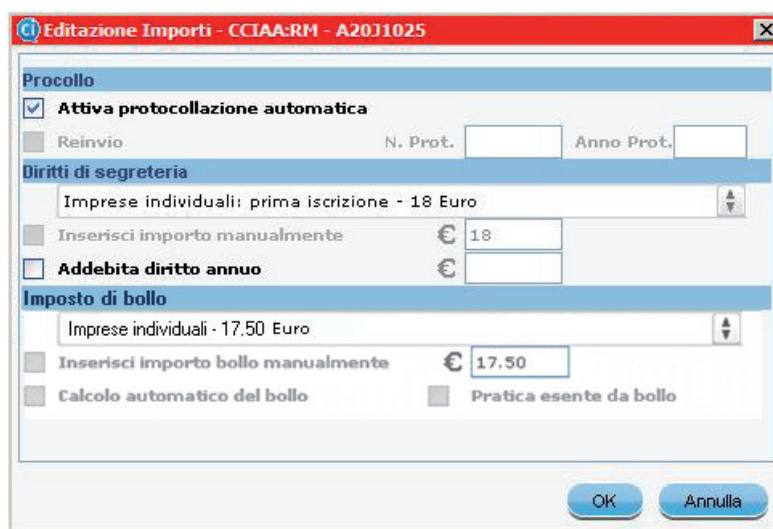 Ci Editazione Importi - CCIAA:RM - A20J1025
Procollo
Attiva protocollazione automatica
Reinvio N. Prot. Anno Prot.
Diritti di segreteria
Imprese individuali: prima iscrizione - 18 Euro
Inserisci importo manualmente € 18
Addebita diritto annuo €
Imposto di bollo
Imprese individuali - 17.50 Euro
Inserisci importo bollo manualmente € 17.50
Calcolo automatico del bollo Pratica esente da bollo
OK Annulla